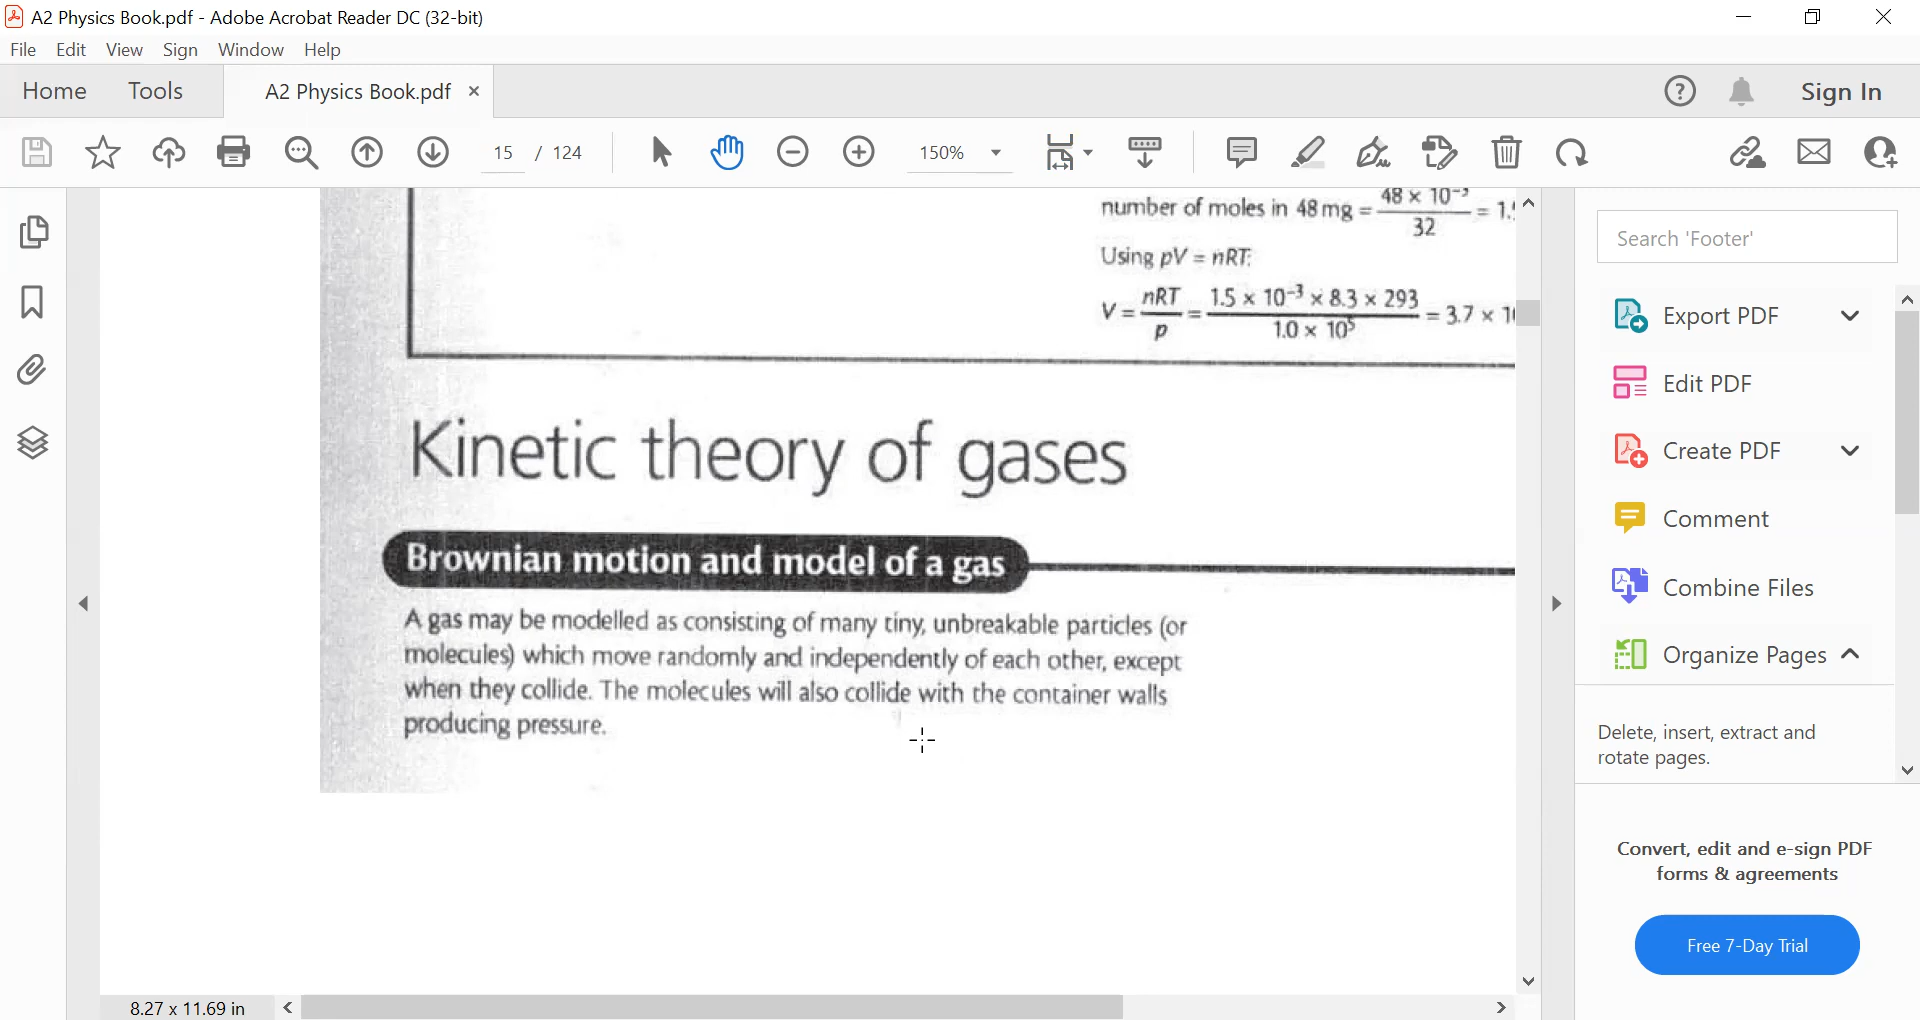 A2 Physics Book.pdf - Adobe Acrobat Reader DC (32-bit)
File Edit View Sign Window Help
Home Tools A2 Physics Book.pdf × Sign In
15 / 124 150%
number of moles in 48 mg = 48 × 10⁻³ / 32 = 1.
Using pV = nRT:
V = nRT / p = 1.5 × 10⁻³ × 8.3 × 293 / 1.0 × 10⁵ = 3.7 × 1
Kinetic theory of gases
Brownian motion and model of a gas
A gas may be modelled as consisting of many tiny, unbreakable particles (or
molecules) which move randomly and independently of each other, except
when they collide. The molecules will also collide with the container walls
producing pressure.
8.27 x 11.69 in
Search 'Footer'
Export PDF
Edit PDF
Create PDF
Comment
Combine Files
Organize Pages
Delete, insert, extract and
rotate pages.
Convert, edit and e-sign PDF
forms & agreements
Free 7-Day Trial